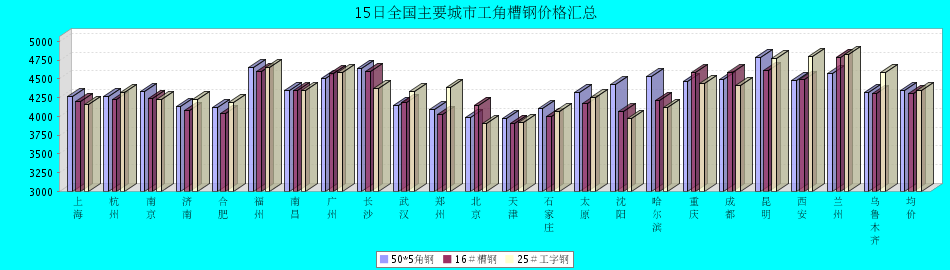 15日全国主要城市工角槽钢价格汇总
5000
4750
4500
4250
4000
3750
3500
3250
3000
上海
杭州
南京
济南
合肥
福州
南昌
广州
长沙
武汉
郑州
北京
天津
石家庄
太原
沈阳
哈尔滨
重庆
成都
昆明
西安
兰州
乌鲁木齐
均价
50*5角钢
16#槽钢
25#工字钢